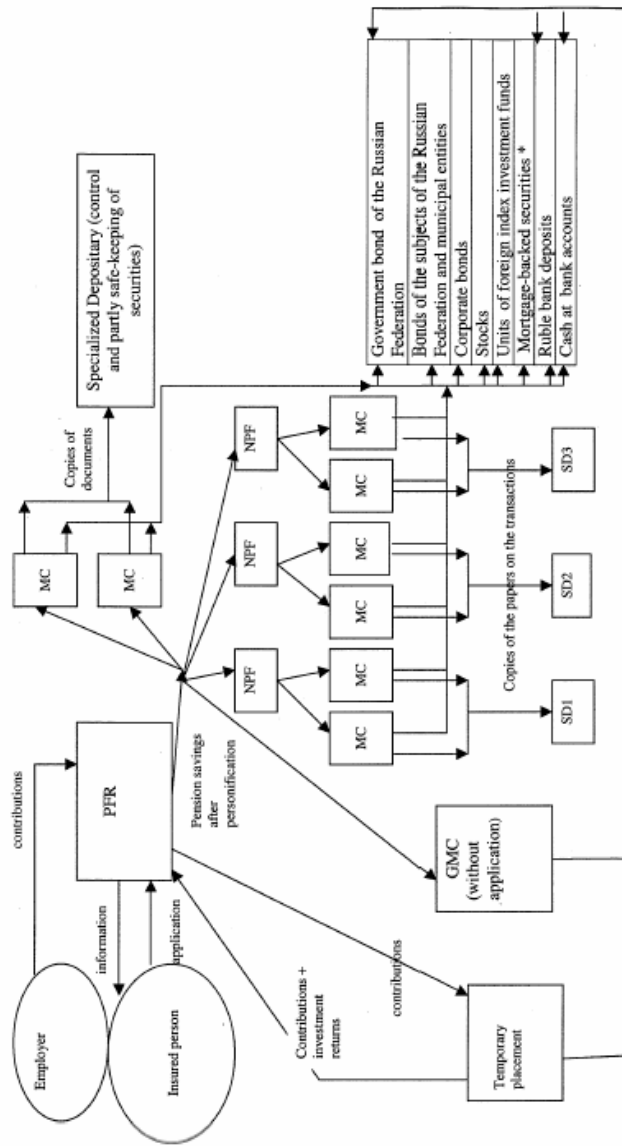 Employer
Insured person
contributions
information
application
PFR
Pension savings
after
personification
contributions
Contributions +
investment
returns
Temporary
placement
GMC
(without
application)
MC
MC
Copies of
documents
Specialized Depositary (control
and partly safe-keeping of
securities)
NPF
NPF
NPF
MC
MC
MC
MC
MC
MC
Copies of the papers on the transactions
SD1
SD2
SD3
Government bond of the Russian
Federation
Bonds of the subjects of the Russian
Federation and municipal entities
Corporate bonds
Stocks
Units of foreign index investment funds
Mortgage-backed securities *
Ruble bank deposits
Cash at bank accounts